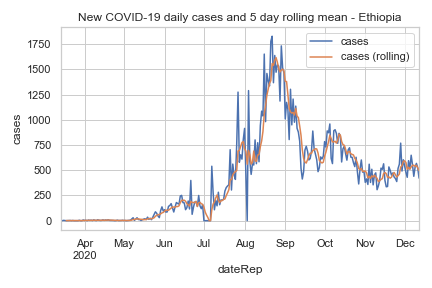 New COVID-19 daily cases and 5 day rolling mean - Ethiopia
cases
cases (rolling)
1750
1500
1250
1000
750
500
250
0
cases
Apr May Jun Jul Aug Sep Oct Nov Dec
2020
dateRep